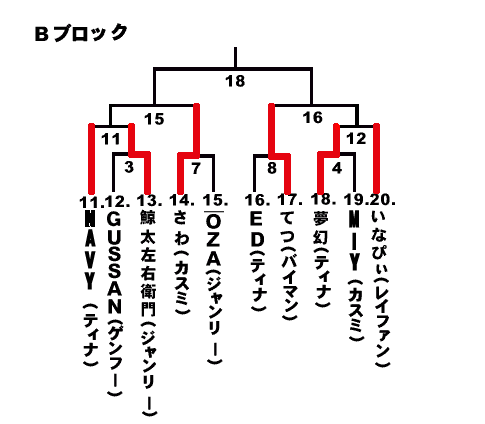 Bブロック
18
15
16
11
12
3
7
8
4
11.
12.
13.
14.
15.
16.
17.
18.
19.
20.
NAVY(ティナ)
GUSSAN(ゲンフー)
鯨太左右衛門(ジャンリー)
さわ(カスミ)
OZA(ジャンリー)
ED(ティナ)
てつ(バイマン)
夢幻(ティナ)
MIY(カスミ)
いなぴぃ(レイファン)